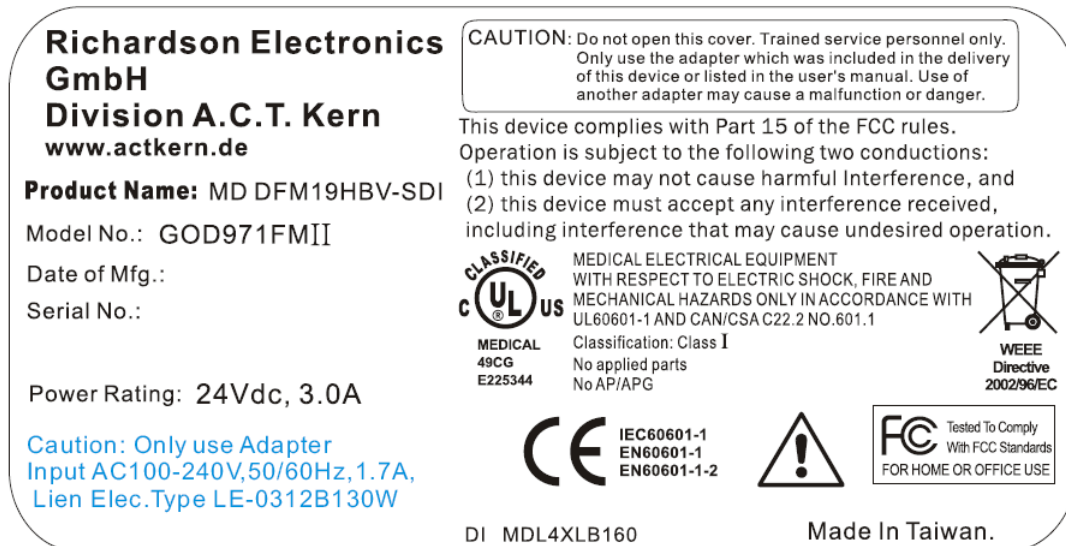 Richardson Electronics
GmbH
Division A.C.T. Kern
www.actkern.de
Product Name: MD DFM19HBV-SDI
Model No.: GOD971FMII
Date of Mfg.:
Serial No.:
Power Rating: 24Vdc, 3.0A
Caution: Only use Adapter
Input AC100-240V,50/60Hz,1.7A,
Lien Elec.Type LE-0312B130W
CAUTION: Do not open this cover. Trained service personnel only.
Only use the adapter which was included in the delivery
of this device or listed in the user's manual. Use of
another adapter may cause a malfunction or danger.
This device complies with Part 15 of the FCC rules.
Operation is subject to the following two conductions:
(1) this device may not cause harmful Interference, and
(2) this device must accept any interference received,
including interference that may cause undesired operation.
CLASSIFIED
C UL US
®
MEDICAL
49CG
E225344
MEDICAL ELECTRICAL EQUIPMENT
WITH RESPECT TO ELECTRIC SHOCK, FIRE AND
MECHANICAL HAZARDS ONLY IN ACCORDANCE WITH
UL60601-1 AND CAN/CSA C22.2 NO.601.1
Classification: Class I
No applied parts
No AP/APG
WEEE
Directive
2002/96/EC
CE
IEC60601-1
EN60601-1
EN60601-1-2
FC Tested To Comply
With FCC Standards
FOR HOME OR OFFICE USE
DI MDL4XLB160
Made In Taiwan.